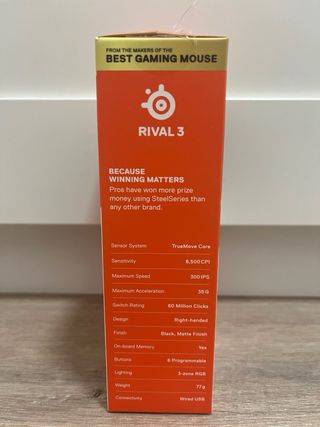 FROM THE MAKERS OF THE
BEST GAMING MOUSE
RIVAL 3
BECAUSE
WINNING MATTERS
Pros have won more prize
money using SteelSeries than
any other brand.
Sensor System TrueMove Core
Sensitivity 8,500 CPI
Maximum Speed 300 IPS
Maximum Acceleration 35 G
Switch Rating 60 Million Clicks
Design Right-handed
Finish Black, Matte Finish
On-board Memory Yes
Buttons 6 Programmable
Lighting 3-zone RGB
Weight 77 g
Connectivity Wired USB